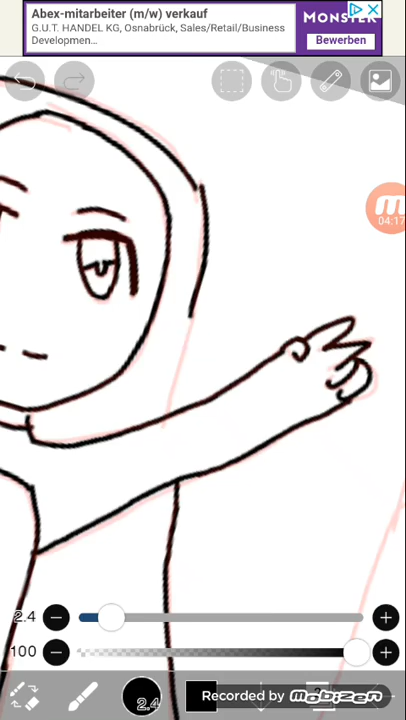 Abex-mitarbeiter (m/w) verkauf
G.U.T. HANDEL KG, Osnabrück, Sales/Retail/Business
Developmen...
MONSTER
Bewerben
04:17
2.4
100
2.4
Recorded by mobizen